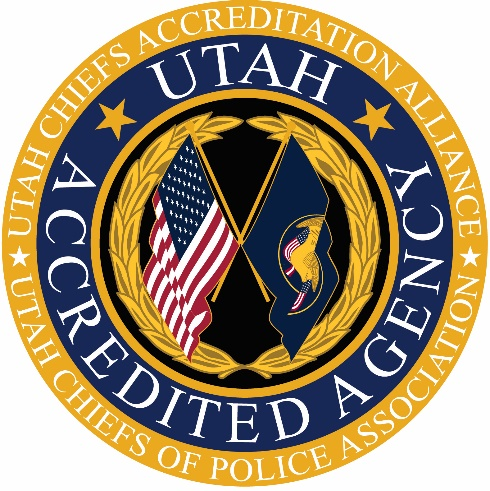 UTAH CHIEFS ACCREDITATION ALLIANCE
UTAH
ACCREDITED AGENCY
UTAH CHIEFS OF POLICE ASSOCIATION